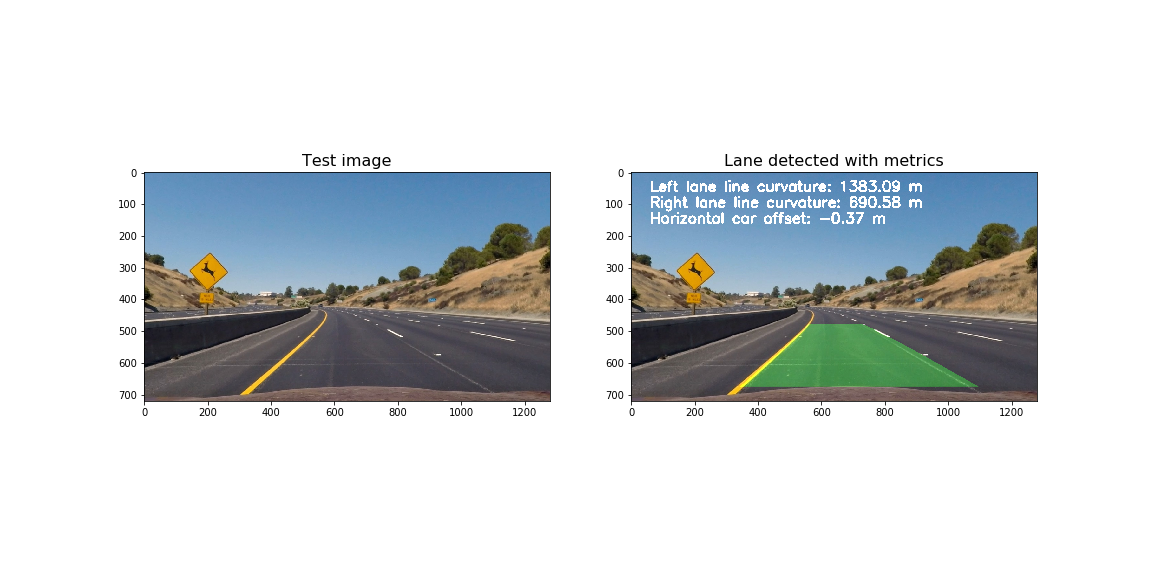 Test image
0
100
200
300
400
500
600
700
0 200 400 600 800 1000 1200
Lane detected with metrics
Left lane line curvature: 1383.09 m
Right lane line curvature: 690.58 m
Horizontal car offset: -0.37 m
0
100
200
300
400
500
600
700
0 200 400 600 800 1000 1200